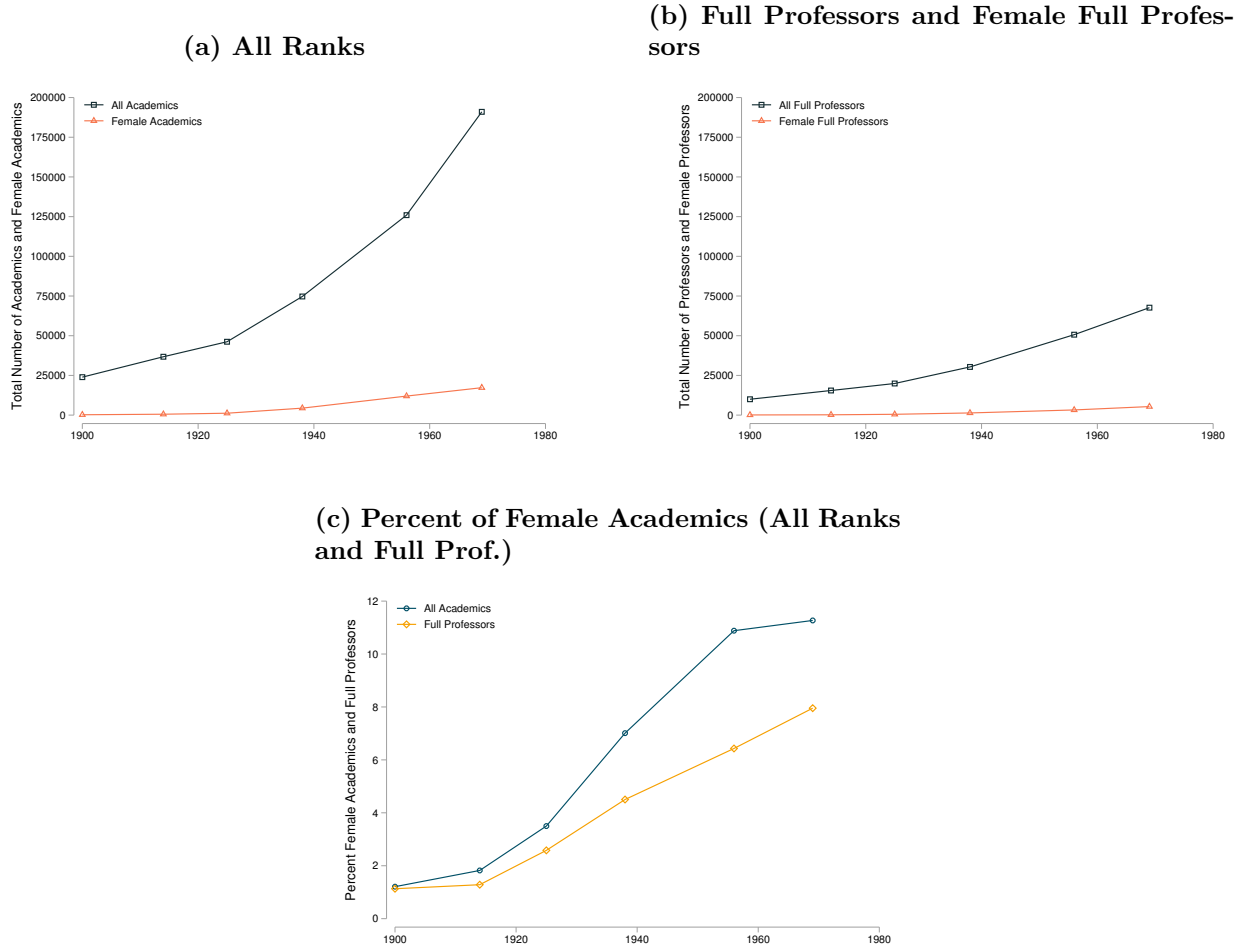 (a) All Ranks
Total Number of Academics and Female Academics
200000
175000
150000
125000
100000
75000
50000
25000
0
All Academics
Female Academics
1900
1920
1940
1960
1980
(b) Full Professors and Female Full Profes-
sors
Total Number of Professors and Female Professors
200000
175000
150000
125000
100000
75000
50000
25000
0
All Full Professors
Female Full Professors
1900
1920
1940
1960
1980
(c) Percent of Female Academics (All Ranks
and Full Prof.)
Percent Female Academics and Full Professors
12
10
8
6
4
2
0
All Academics
Full Professors
1900
1920
1940
1960
1980